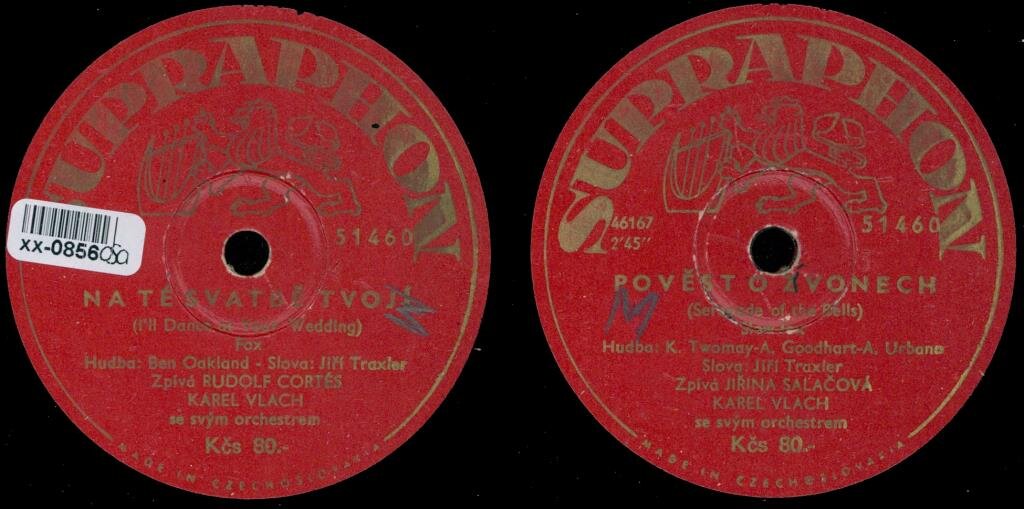 SUPRAPHON
xx-0856
51460
NA TÉ SVATBĚ TVOJÍ
(I'll Dance at Your Wedding)
Fox
Hudba: Ben Oakland - Slova: Jiří Traxler
Zpívá RUDOLF CORTÉS
KAREL VLACH
se svým orchestrem
Kčs 80.-
MADE IN CZECHOSLOVAKIA
SUPRAPHON
46167
2'45"
51460
POVĚST O ZVONECH
M
(Serenade of the Bells)
Slow-fox
Hudba: K. Twomay-A. Goodhart-A. Urbano
Slova: Jiří Traxler
Zpívá JIŘINA SALAČOVÁ
KAREL VLACH
se svým orchestrem
Kčs 80.-
MADE IN CZECHOSLOVAKIA